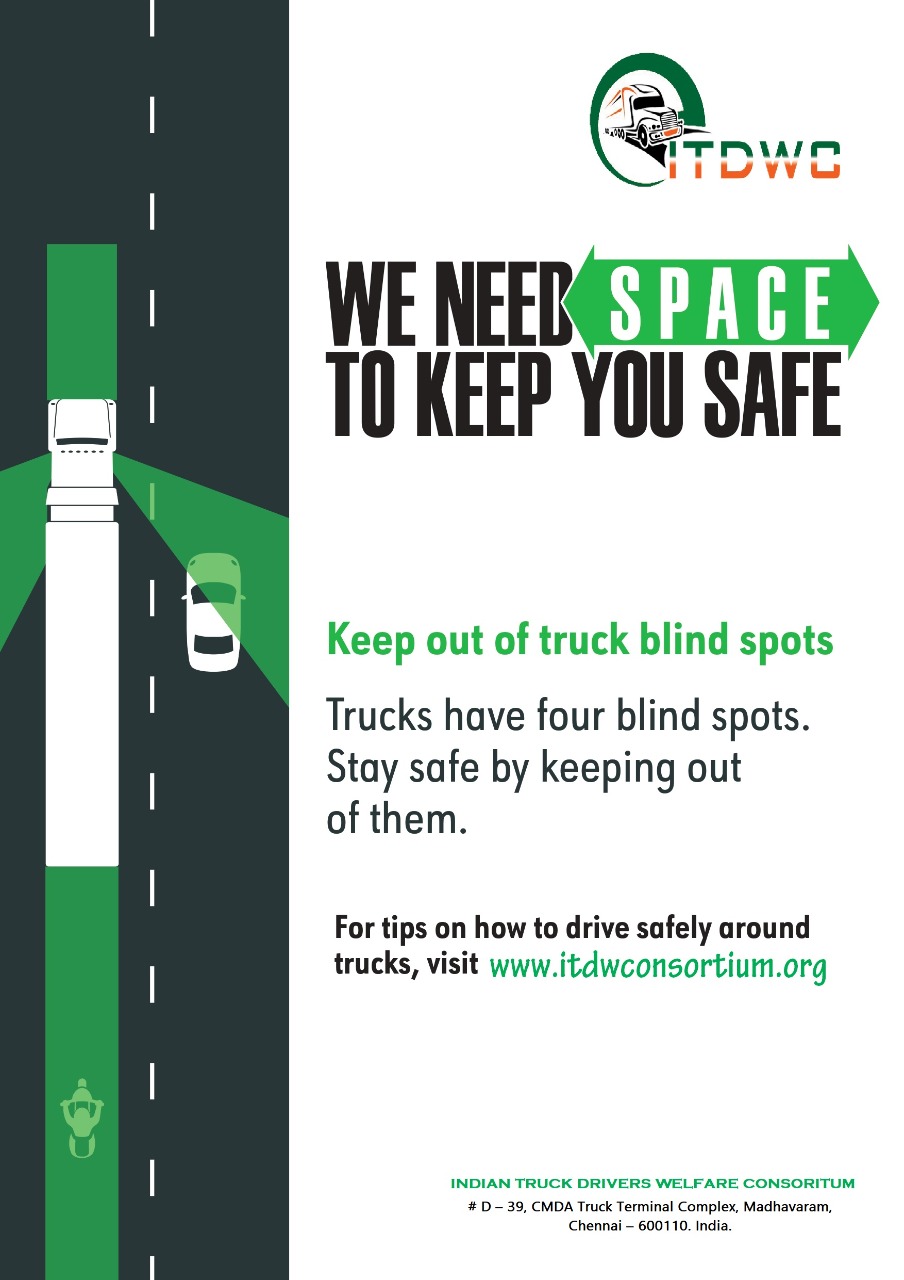 ITDWC
WE NEED SPACE
TO KEEP YOU SAFE
Keep out of truck blind spots
Trucks have four blind spots.
Stay safe by keeping out
of them.
For tips on how to drive safely around
trucks, visit www.itdwconsortium.org
INDIAN TRUCK DRIVERS WELFARE CONSORITUM
# D – 39, CMDA Truck Terminal Complex, Madhavaram,
Chennai – 600110. India.